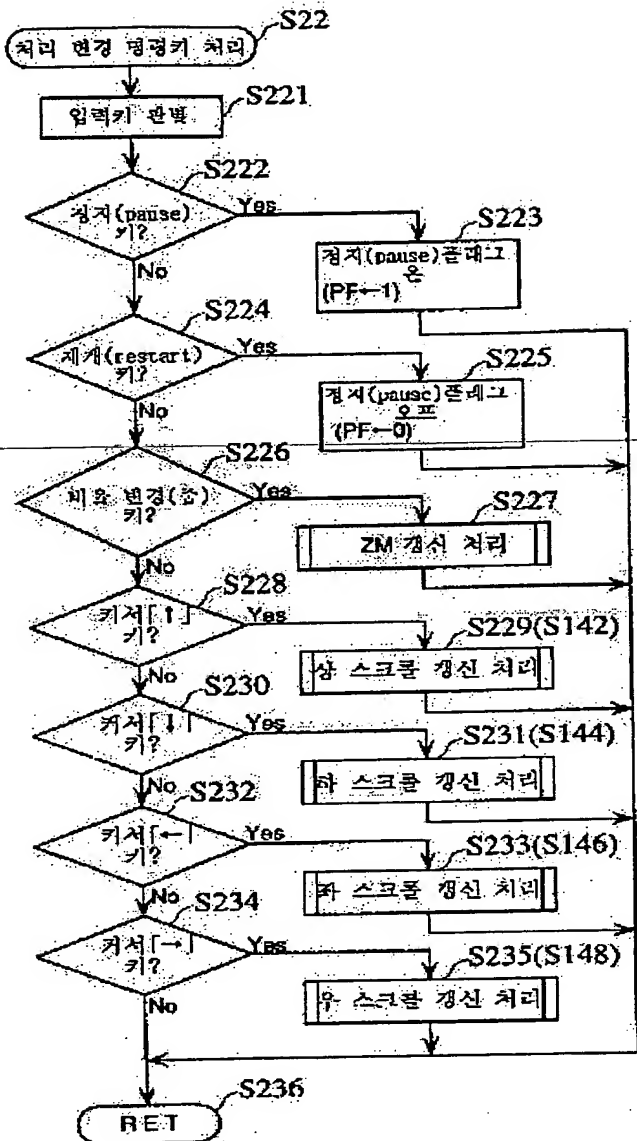 S22
처리 변경 명령키 처리
S221
입력키 판별
S222
정지(pause)
키?
Yes
No
S223
정지(pause)플래그
온
(PF←1)
S224
재개(restart)
키?
Yes
No
S225
정지(pause)플래그
오프
(PF←0)
S226
비율 변경(줌)
키?
Yes
No
S227
ZM 갱신 처리
S228
커서「↑」
키?
Yes
No
S229(S142)
상 스크롤 갱신 처리
S230
커서「↓」
키?
Yes
No
S231(S144)
하 스크롤 갱신 처리
S232
커서「←」
키?
Yes
No
S233(S146)
좌 스크롤 갱신 처리
S234
커서「→」
키?
Yes
No
S235(S148)
우 스크롤 갱신 처리
S236
RET